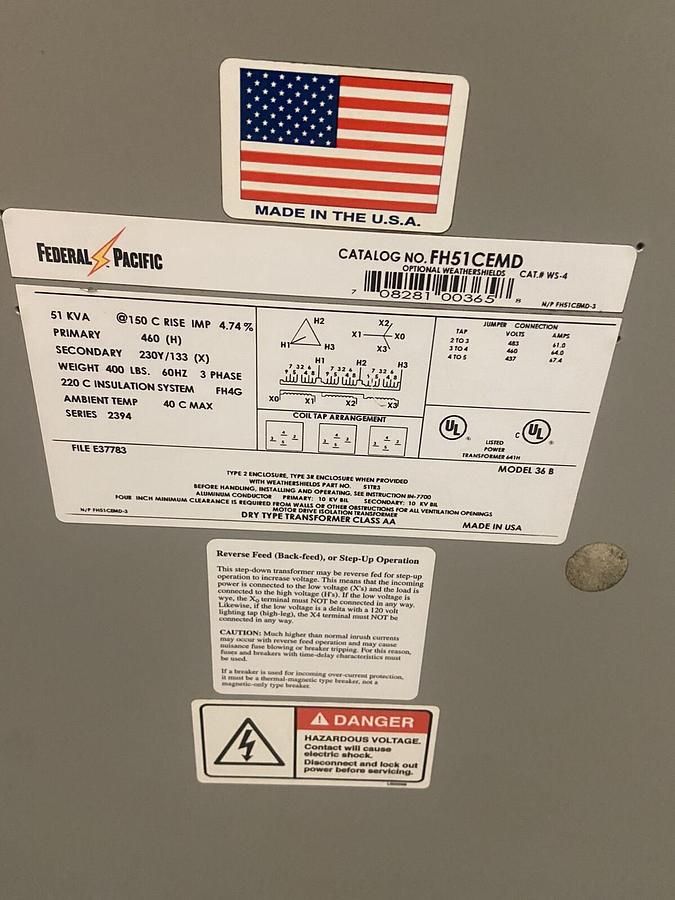 MADE IN THE U.S.A.
FEDERAL PACIFIC
CATALOG NO. FH51CEMD
OPTIONAL WEATHERSHIELDS CAT.# WS-4
7 08281 00365 8
N/P FH51CEMD-3
51 KVA @150 C RISE IMP 4.74 %
PRIMARY 460 (H)
SECONDARY 230Y/133 (X)
WEIGHT 400 LBS. 60HZ 3 PHASE
220 C INSULATION SYSTEM FH4G
AMBIENT TEMP 40 C MAX
SERIES 2394
FILE E37783
H2
H1 H3
X2
X1 X0
X3
H1 H2 H3
X0 X1 X2 X3
COIL TAP ARRANGEMENT
JUMPER CONNECTION
TAP VOLTS AMPS
2 TO 3 483 61.0
3 TO 4 460 64.0
4 TO 5 437 67.4
UL LISTED C UL
POWER
TRANSFORMER 641H
MODEL 36 B
TYPE 2 ENCLOSURE, TYPE 3R ENCLOSURE WHEN PROVIDED
WITH WEATHERSHIELDS PART NO. 51TR3
BEFORE HANDLING, INSTALLING AND OPERATING, SEE INSTRUCTION IN-7700
ALUMINUM CONDUCTOR PRIMARY: 10 KV BIL SECONDARY: 10 KV BIL
FOUR INCH MINIMUM CLEARANCE IS REQUIRED FROM WALLS OR OTHER OBSTRUCTIONS FOR ALL VENTILATION OPENINGS
MOTOR DRIVE ISOLATION TRANSFORMER
N/P FH51CEMD-3 DRY TYPE TRANSFORMER CLASS AA MADE IN USA
Reverse Feed (Back-feed), or Step-Up Operation
This step-down transformer may be reverse fed for step-up
operation to increase voltage. This means that the incoming
power is connected to the low voltage (X's) and the load is
connected to the high voltage (H's). If the low voltage is
wye, the X0 terminal must NOT be connected in any way.
Likewise, if the low voltage is a delta with a 120 volt
lighting tap (high-leg), the X4 terminal must NOT be
connected in any way.
CAUTION: Much higher than normal inrush currents
may occur with reverse feed operation and may cause
nuisance fuse blowing or breaker tripping. For this reason,
fuses and breakers with time-delay characteristics must
be used.
If a breaker is used for incoming over-current protection,
it must be a thermal-magnetic type breaker, not a
magnetic-only type breaker.
DANGER
HAZARDOUS VOLTAGE.
Contact will cause
electric shock.
Disconnect and lock out
power before servicing.